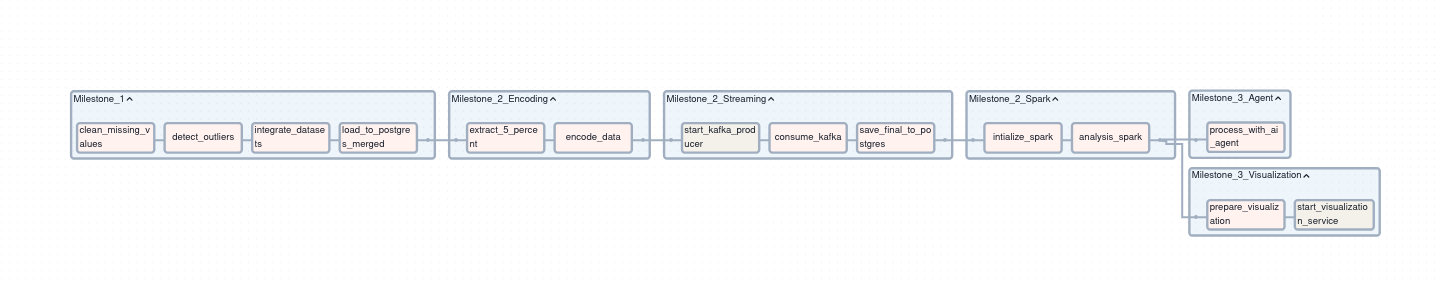 Milestone_1
clean_missing_v
alues
detect_outliers
integrate_datase
ts
load_to_postgre
s_merged
Milestone_2_Encoding
extract_5_perce
nt
encode_data
Milestone_2_Streaming
start_kafka_prod
ucer
consume_kafka
save_final_to_po
stgres
Milestone_2_Spark
intialize_spark
analysis_spark
Milestone_3_Agent
process_with_ai
_agent
Milestone_3_Visualization
prepare_visualiz
ation
start_visualizatio
n_service